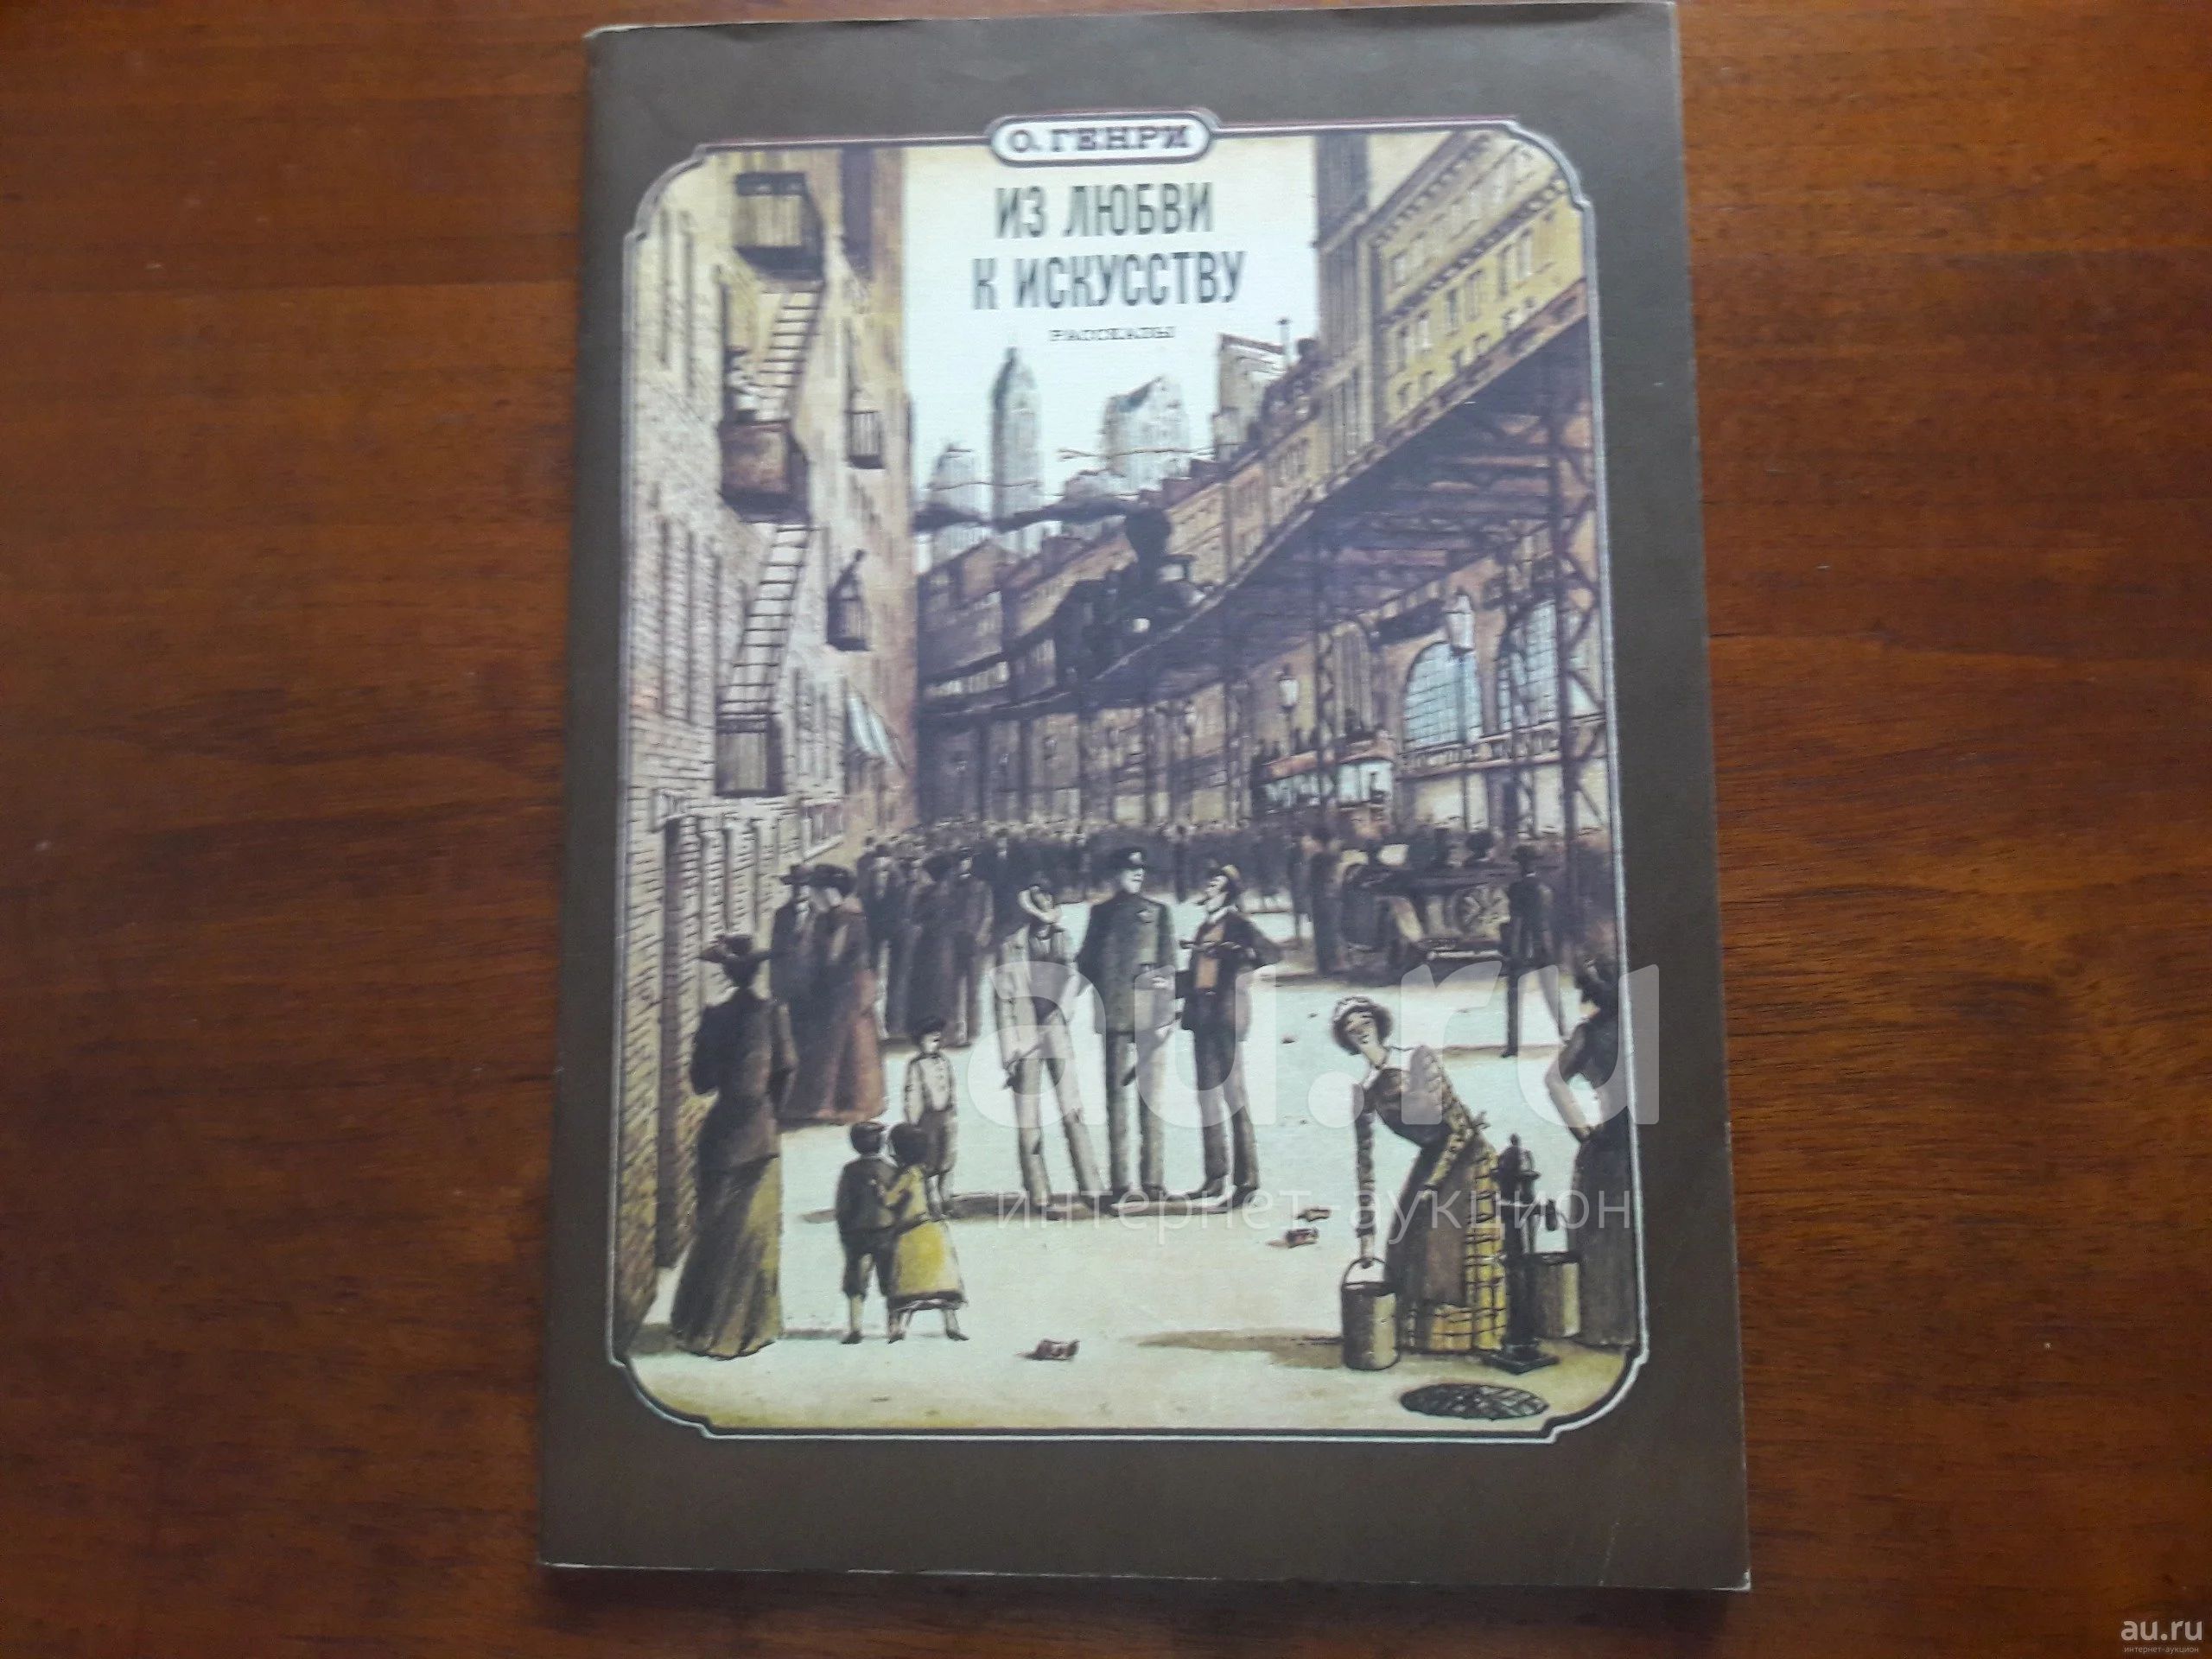 О. ГЕНРИ
ИЗ ЛЮБВИ
К ИСКУССТВУ
РАССКАЗЫ
au.ru
интернет-аукцион
au.ru
интернет-аукцион